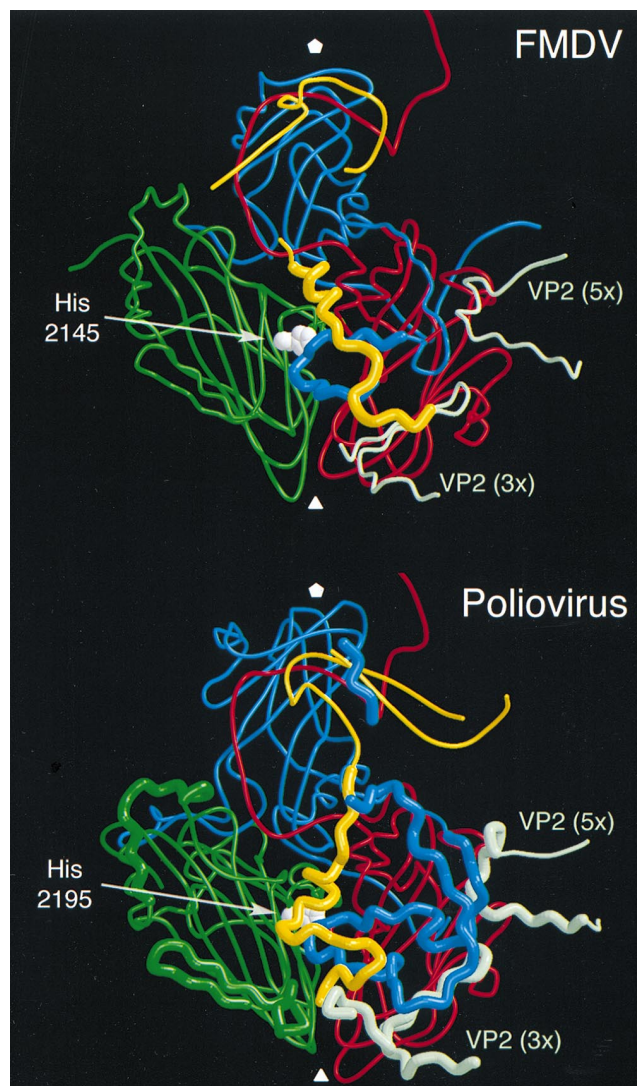 FMDV
VP2 (5x)
His
2145
VP2 (3x)
Poliovirus
VP2 (5x)
His
2195
VP2 (3x)